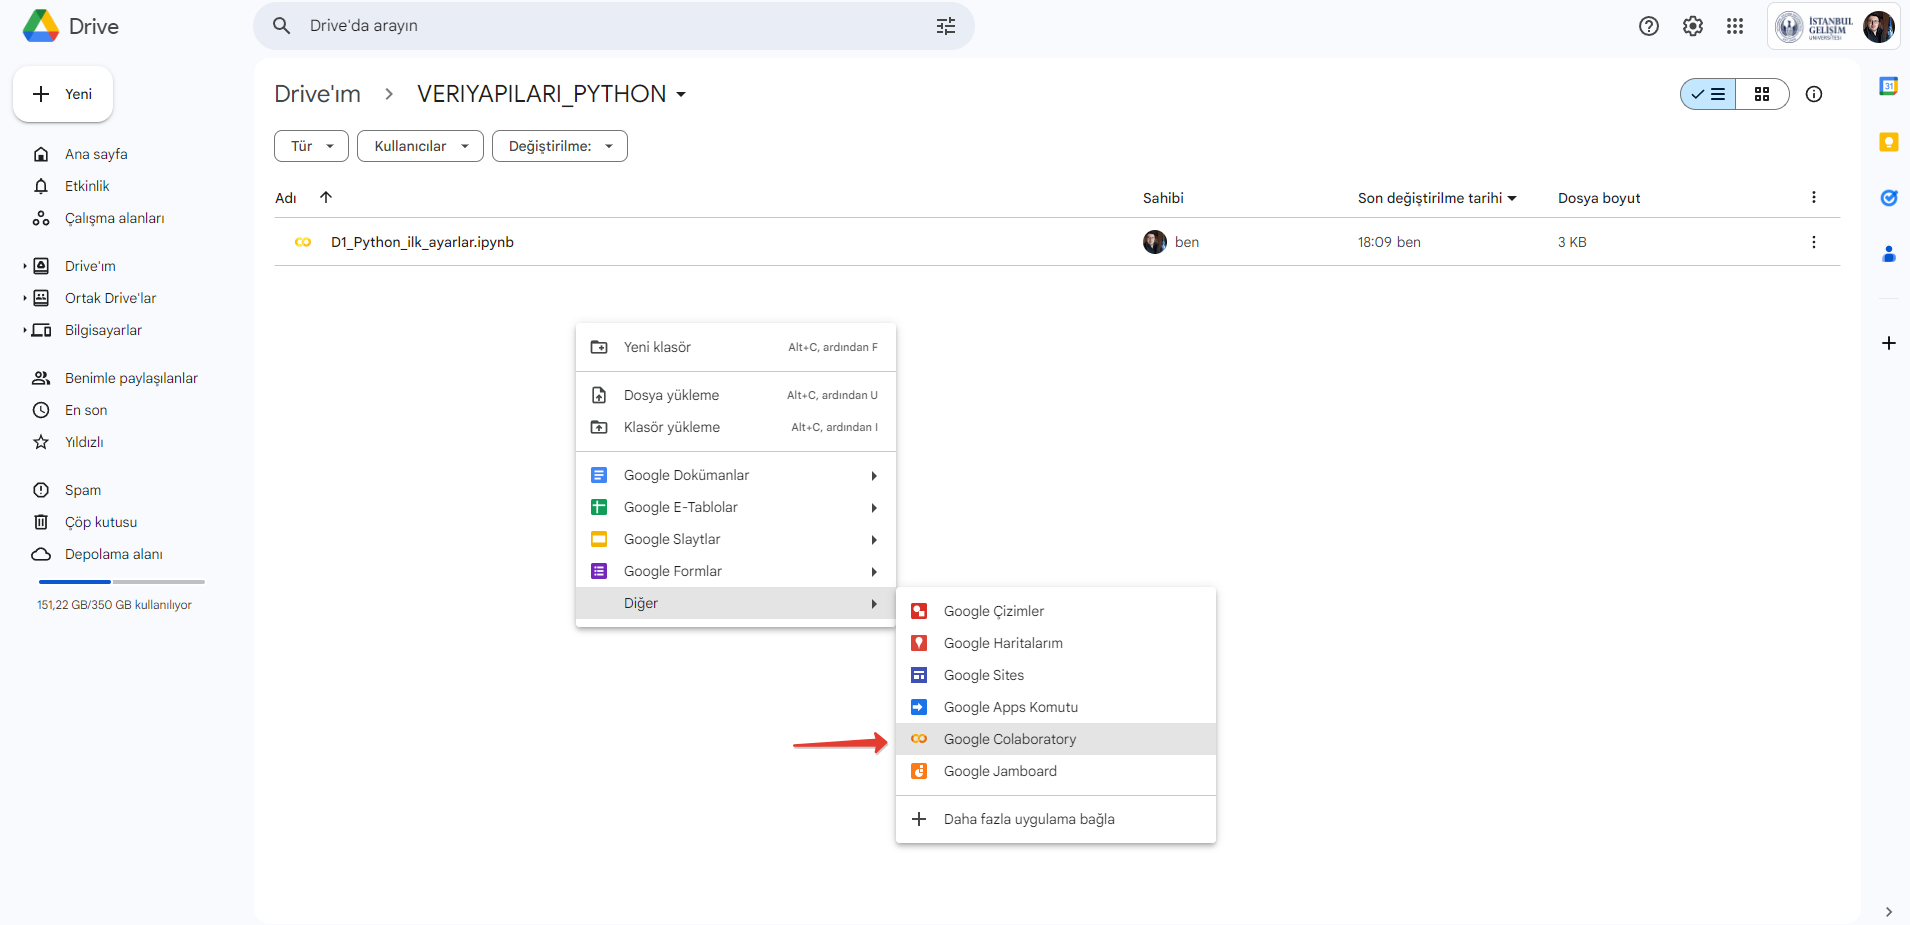 Drive
Drive'da arayın
İSTANBUL
GELİŞİM
ÜNİVERSİTESİ
Yeni
Ana sayfa
Etkinlik
Çalışma alanları
Drive'ım
Ortak Drive'lar
Bilgisayarlar
Benimle paylaşılanlar
En son
Yıldızlı
Spam
Çöp kutusu
Depolama alanı
151,22 GB/350 GB kullanılıyor
Drive'ım > VERIYAPILARI_PYTHON
Tür Kullanıcılar Değiştirilme:
Adı Sahibi Son değiştirilme tarihi Dosya boyut
D1_Python_ilk_ayarlar.ipynb ben 18:09 ben 3 KB
Yeni klasör Alt+C, ardından F
Dosya yükleme Alt+C, ardından U
Klasör yükleme Alt+C, ardından I
Google Dokümanlar
Google E-Tablolar
Google Slaytlar
Google Formlar
Diğer
Google Çizimler
Google Haritalarım
Google Sites
Google Apps Komutu
Google Colaboratory
Google Jamboard
Daha fazla uygulama bağla
31